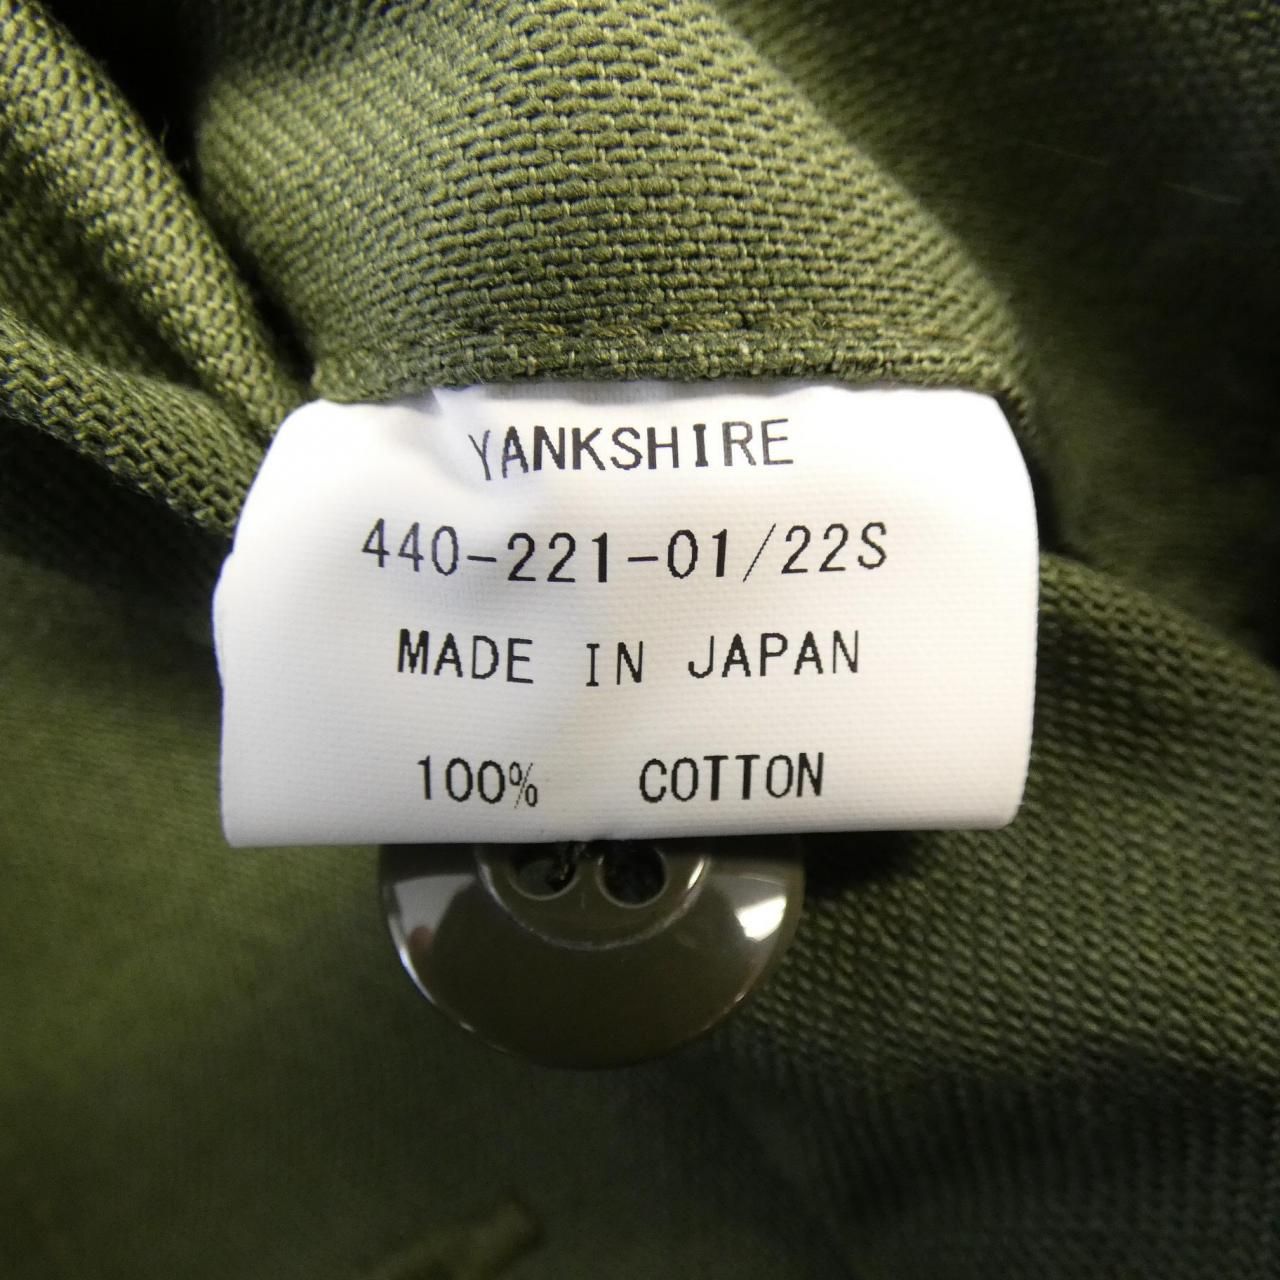 YANKSHIRE
440-221-01/22S
MADE IN JAPAN
100% COTTON